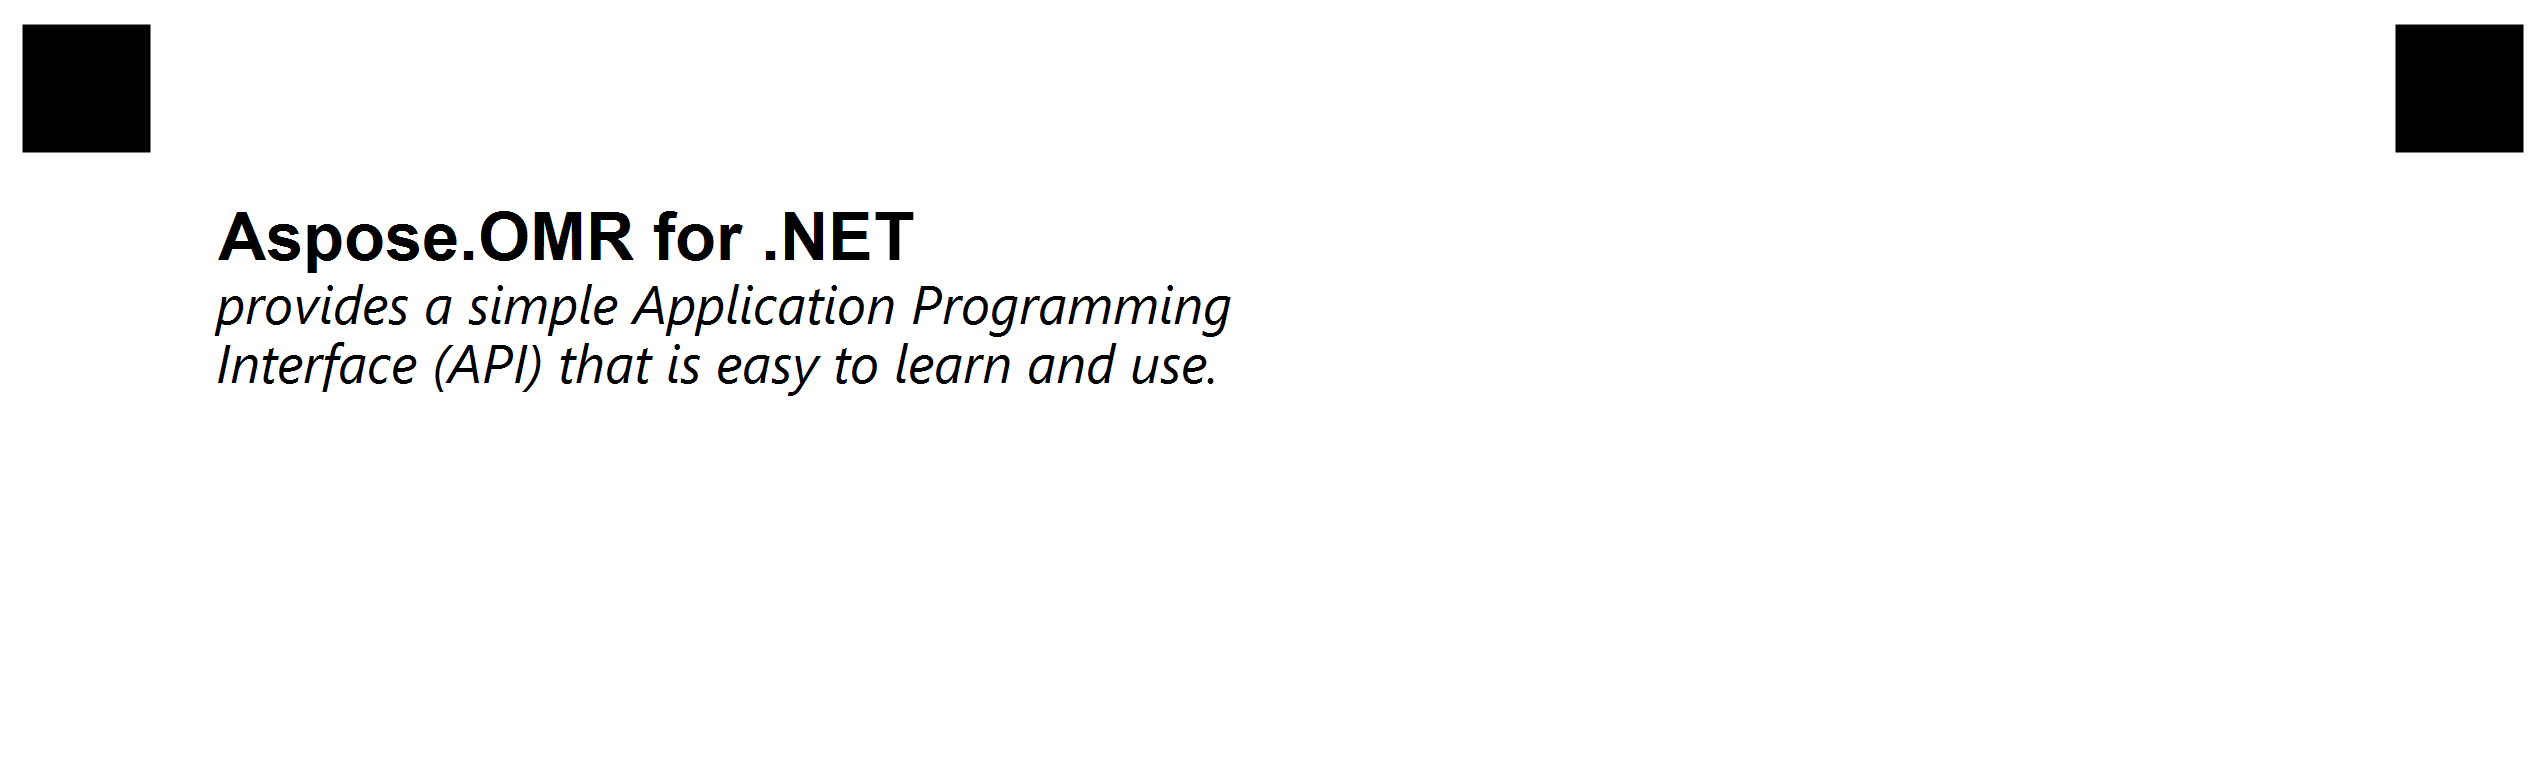 Aspose.OMR for .NET
provides a simple Application Programming
Interface (API) that is easy to learn and use.